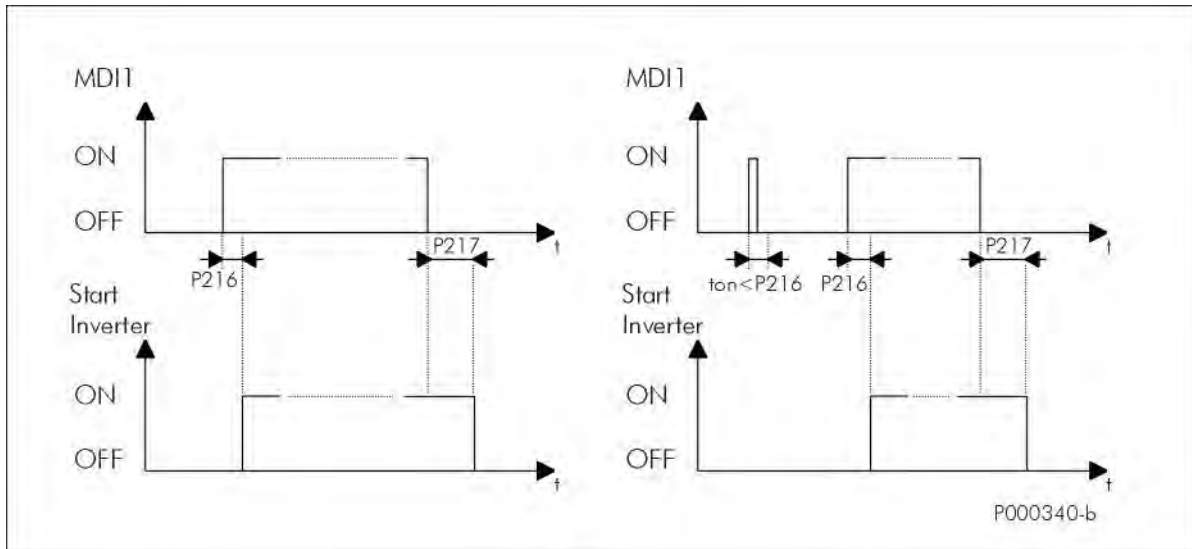 MDI1
ON
OFF
t
P216
P217
Start
Inverter
ON
OFF
t
MDI1
ON
OFF
t
ton<P216
P216
P217
Start
Inverter
ON
OFF
t
P000340-b